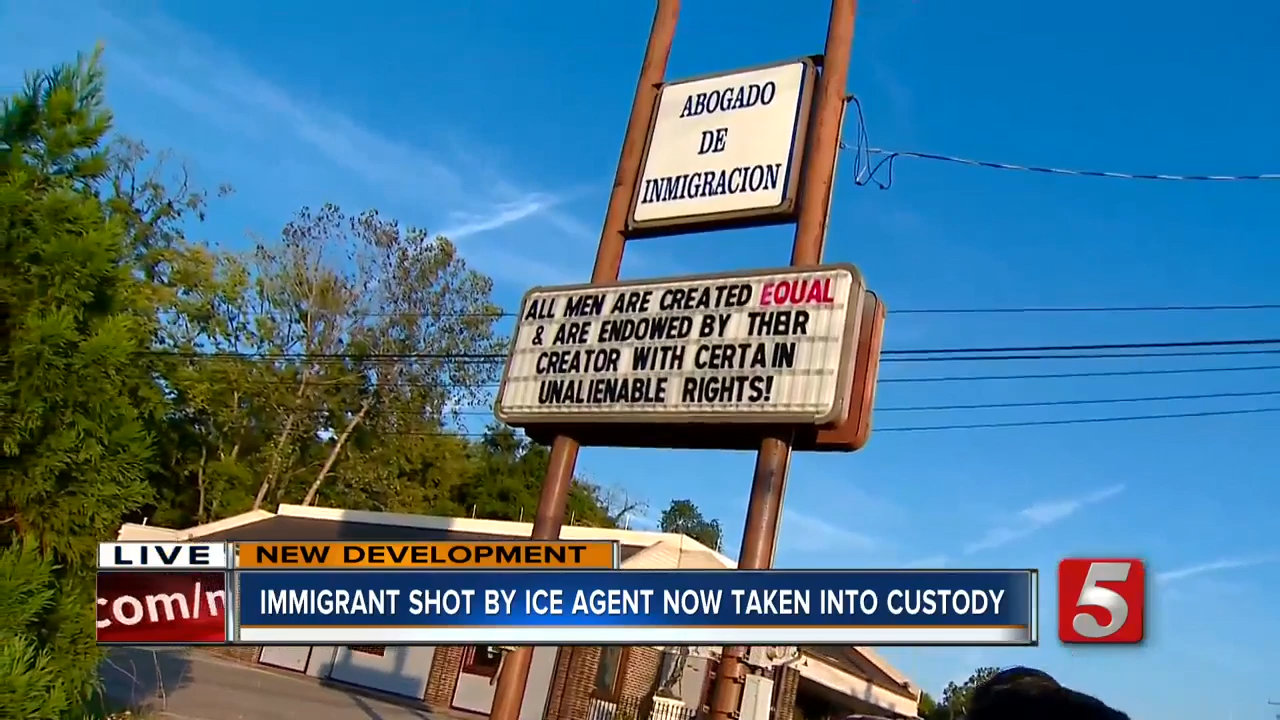 ABOGADO
DE
INMIGRACION
ALL MEN ARE CREATED EQUAL
& ARE ENDOWED BY THEIR
CREATOR WITH CERTAIN
UNALIENABLE RIGHTS!
LIVE
NEW DEVELOPMENT
com/n
IMMIGRANT SHOT BY ICE AGENT NOW TAKEN INTO CUSTODY
5